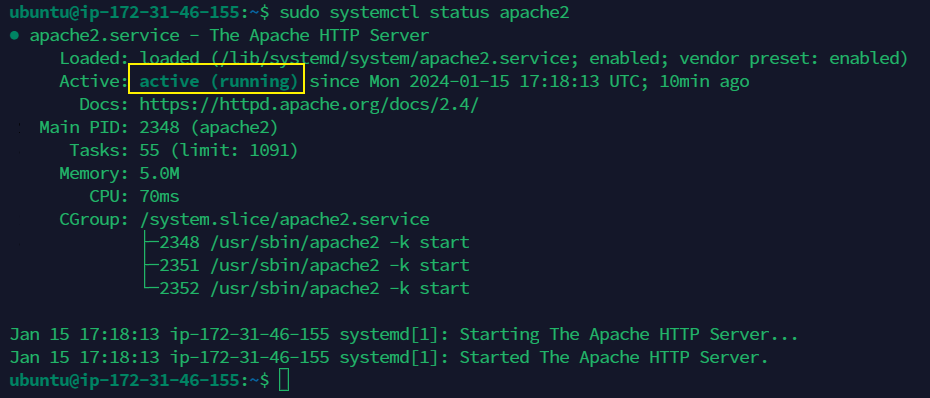 ubuntu@ip-172-31-46-155:~$ sudo systemctl status apache2
● apache2.service - The Apache HTTP Server
     Loaded: loaded (/lib/systemd/system/apache2.service; enabled; vendor preset: enabled)
     Active: active (running) since Mon 2024-01-15 17:18:13 UTC; 10min ago
       Docs: https://httpd.apache.org/docs/2.4/
   Main PID: 2348 (apache2)
      Tasks: 55 (limit: 1091)
     Memory: 5.0M
        CPU: 70ms
     CGroup: /system.slice/apache2.service
             ├─2348 /usr/sbin/apache2 -k start
             ├─2351 /usr/sbin/apache2 -k start
             └─2352 /usr/sbin/apache2 -k start

Jan 15 17:18:13 ip-172-31-46-155 systemd[1]: Starting The Apache HTTP Server...
Jan 15 17:18:13 ip-172-31-46-155 systemd[1]: Started The Apache HTTP Server.
ubuntu@ip-172-31-46-155:~$